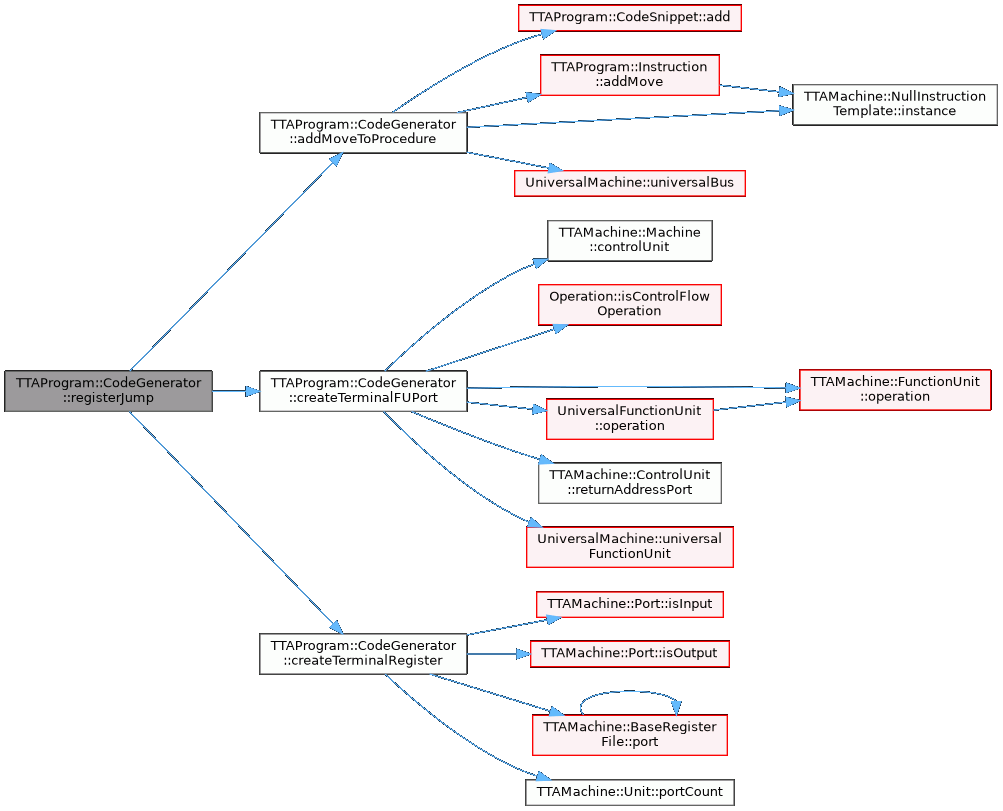 TTAProgram::CodeSnippet::add
TTAProgram::Instruction
::addMove
TTAMachine::NullInstruction
Template::instance
TTAProgram::CodeGenerator
::addMoveToProcedure
UniversalMachine::universalBus
TTAMachine::Machine
::controlUnit
Operation::isControlFlow
Operation
TTAProgram::CodeGenerator
::registerJump
TTAProgram::CodeGenerator
::createTerminalFUPort
TTAMachine::FunctionUnit
::operation
UniversalFunctionUnit
::operation
TTAMachine::ControlUnit
::returnAddressPort
UniversalMachine::universal
FunctionUnit
TTAMachine::Port::isInput
TTAProgram::CodeGenerator
::createTerminalRegister
TTAMachine::Port::isOutput
TTAMachine::BaseRegister
File::port
TTAMachine::Unit::portCount